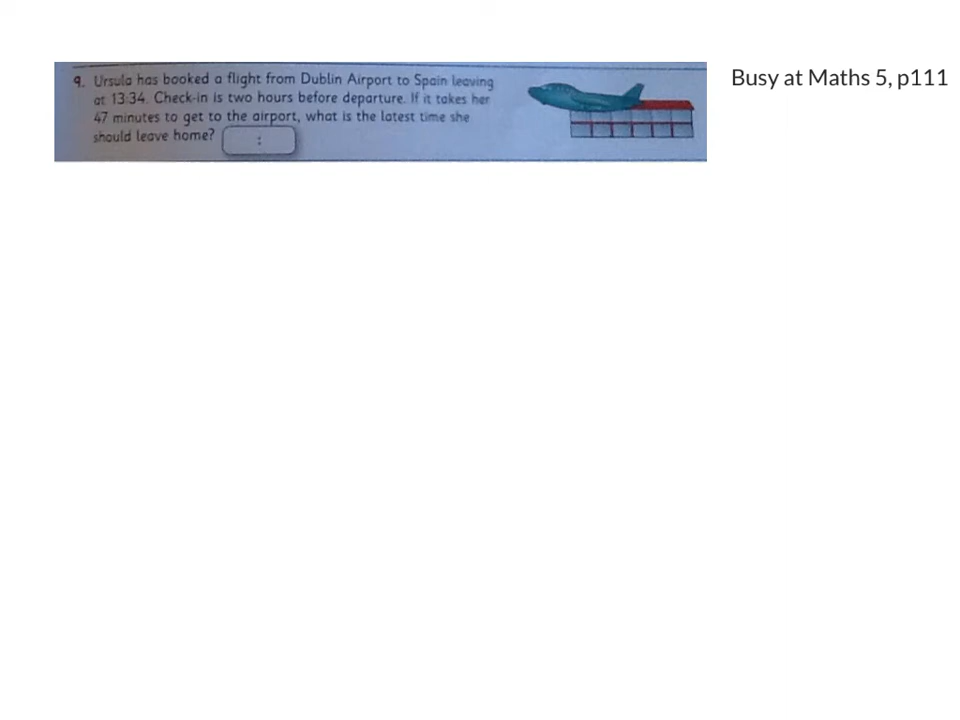 9. Ursula has booked a flight from Dublin Airport to Spain leaving
at 13:34. Check-in is two hours before departure. If it takes her
47 minutes to get to the airport, what is the latest time she
should leave home? :
Busy at Maths 5, p111